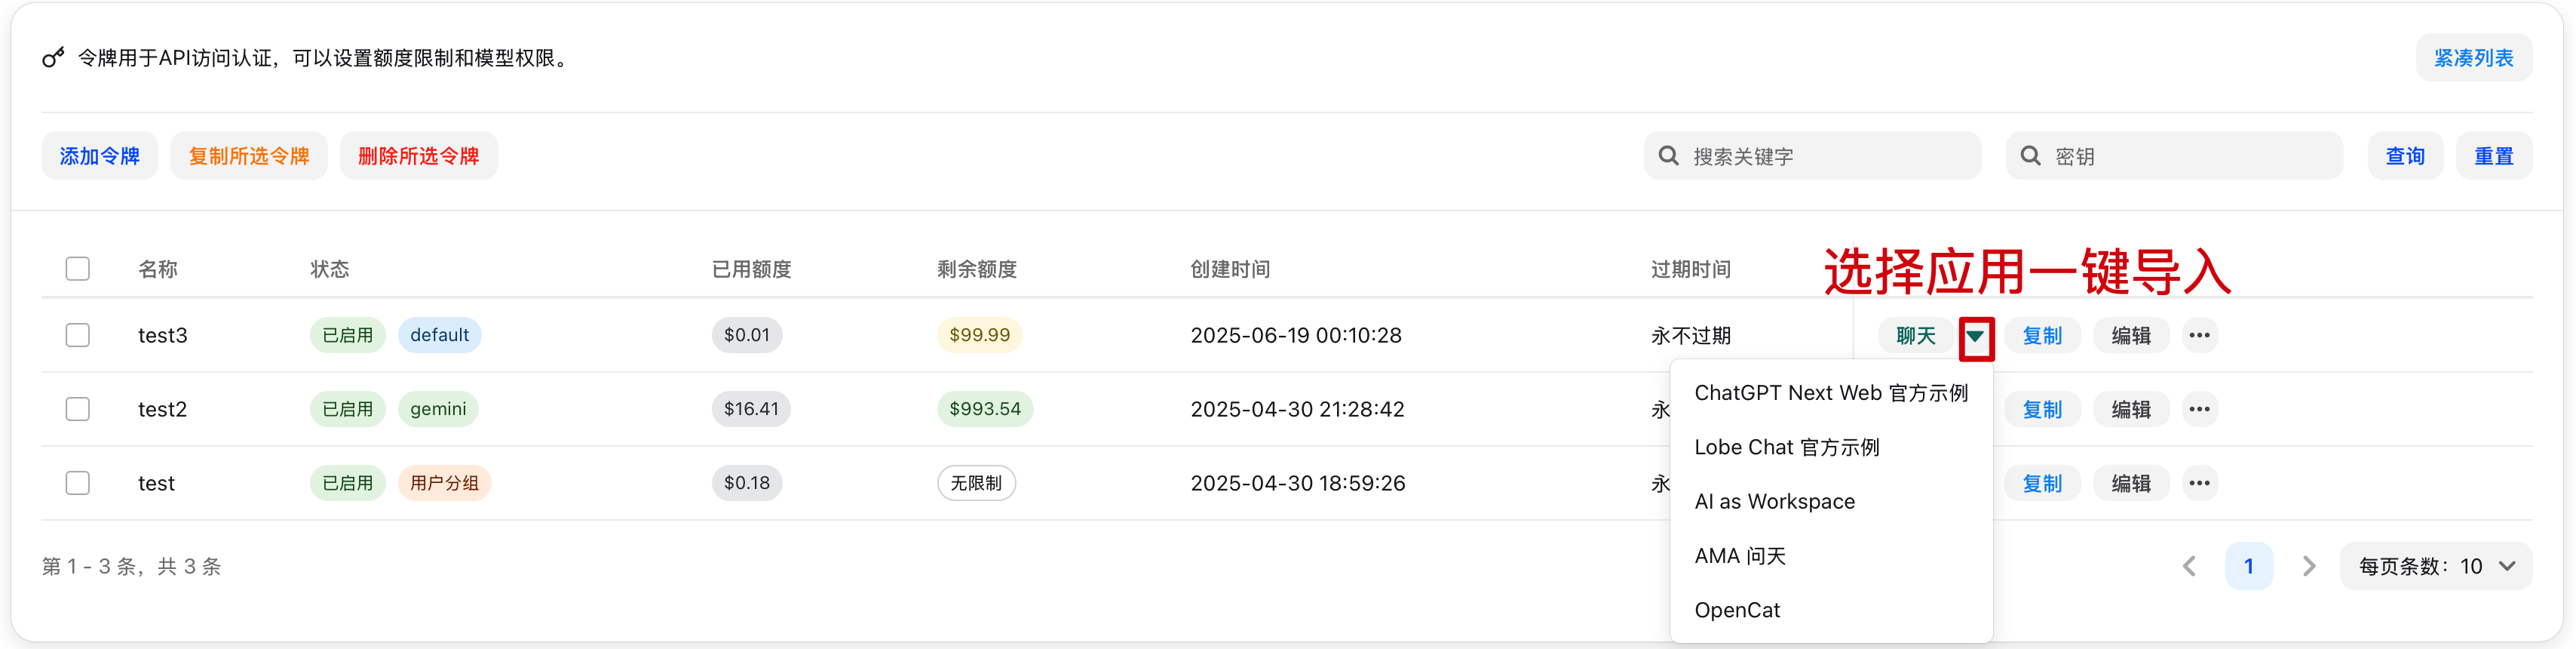 令牌用于API访问认证，可以设置额度限制和模型权限。 紧凑列表
添加令牌 复制所选令牌 删除所选令牌 搜索关键字 密钥 查询 重置
选择应用一键导入
名称 状态 已用额度 剩余额度 创建时间 过期时间
test3 已启用 default $0.01 $99.99 2025-06-19 00:10:28 永不过期 聊天 复制 编辑
test2 已启用 gemini $16.41 $993.54 2025-04-30 21:28:42 永 复制 编辑
test 已启用 用户分组 $0.18 无限制 2025-04-30 18:59:26 永 复制 编辑
ChatGPT Next Web 官方示例
Lobe Chat 官方示例
AI as Workspace
AMA 问天
OpenCat
第 1 - 3 条，共 3 条 1 每页条数：10